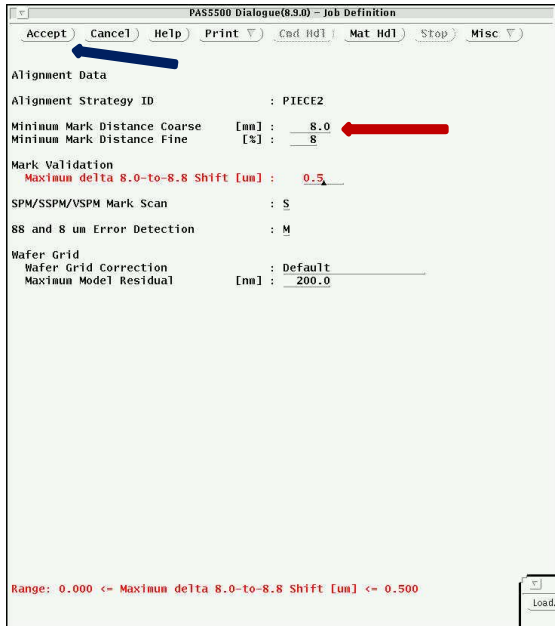 PAS5500 Dialogue(8.9.0) – Job Definition
Accept) Cancel) Help) Print ▽) Cmd Hdl) Mat Hdl) Stop) Misc ▽)
Alignment Data
Alignment Strategy ID : PIECE2
Minimum Mark Distance Coarse [mm] : 8.0
Minimum Mark Distance Fine [%] : 8
Mark Validation
Maximum delta 8.0-to-8.8 Shift [um] : 0.5
SPM/SSPM/VSPM Mark Scan : S
88 and 8 um Error Detection : M
Wafer Grid
Wafer Grid Correction : Default
Maximum Model Residual [nm] : 200.0
Range: 0.000 <- Maximum delta 8.0-to-8.8 Shift [um] <- 0.500
Load.